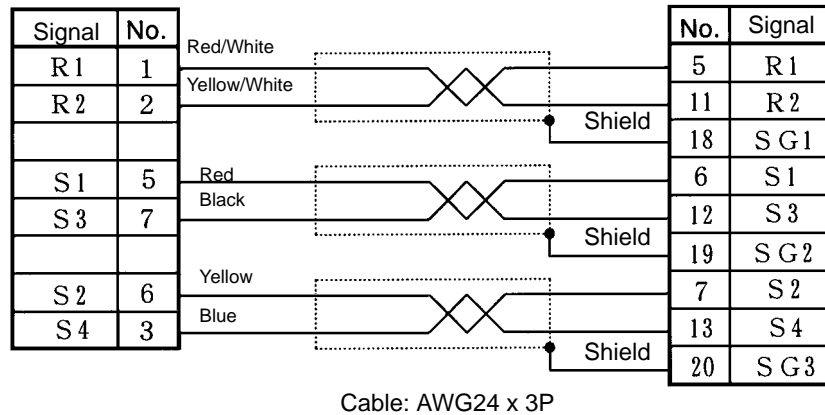 Signal No.
R1 1
R2 2
S1 5
S3 7
S2 6
S4 3
Red/White
Yellow/White
Shield
Red
Black
Shield
Yellow
Blue
Shield
No. Signal
5 R1
11 R2
18 SG1
6 S1
12 S3
19 SG2
7 S2
13 S4
20 SG3
Cable: AWG24 x 3P